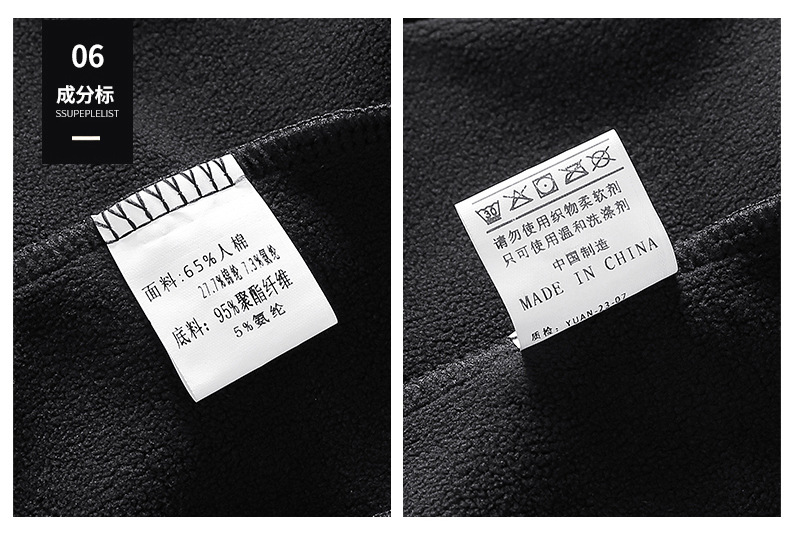 06
成分标
SSUPEPLELIST
面料:65%人棉
27.7%锦纶 7.3%氨纶
底料: 95%聚酯纤维
5%氨纶
30
请勿使用织物柔软剂
只可使用温和洗涤剂
中国制造
MADE IN CHINA
质检: YUAN-23-07